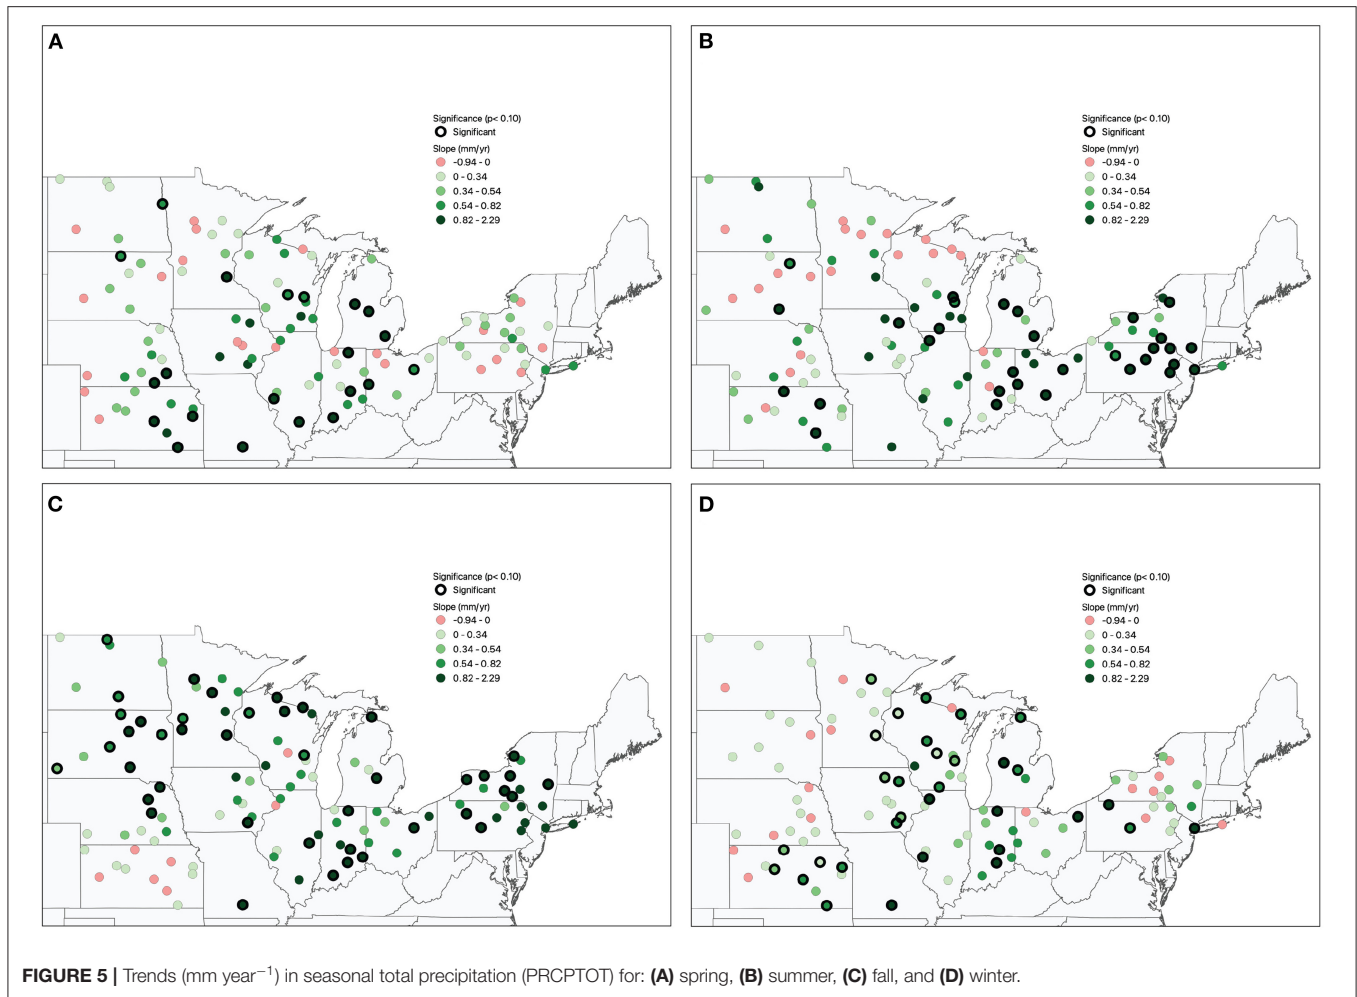 A
Significance (p< 0.10)
Significant
Slope (mm/yr)
-0.94 - 0
0 - 0.34
0.34 - 0.54
0.54 - 0.82
0.82 - 2.29
B
Significance (p< 0.10)
Significant
Slope (mm/yr)
-0.94 - 0
0 - 0.34
0.34 - 0.54
0.54 - 0.82
0.82 - 2.29
C
Significance (p< 0.10)
Significant
Slope (mm/yr)
-0.94 - 0
0 - 0.34
0.34 - 0.54
0.54 - 0.82
0.82 - 2.29
D
Significance (p< 0.10)
Significant
Slope (mm/yr)
-0.94 - 0
0 - 0.34
0.34 - 0.54
0.54 - 0.82
0.82 - 2.29
FIGURE 5 | Trends (mm year⁻¹) in seasonal total precipitation (PRCPTOT) for: (A) spring, (B) summer, (C) fall, and (D) winter.